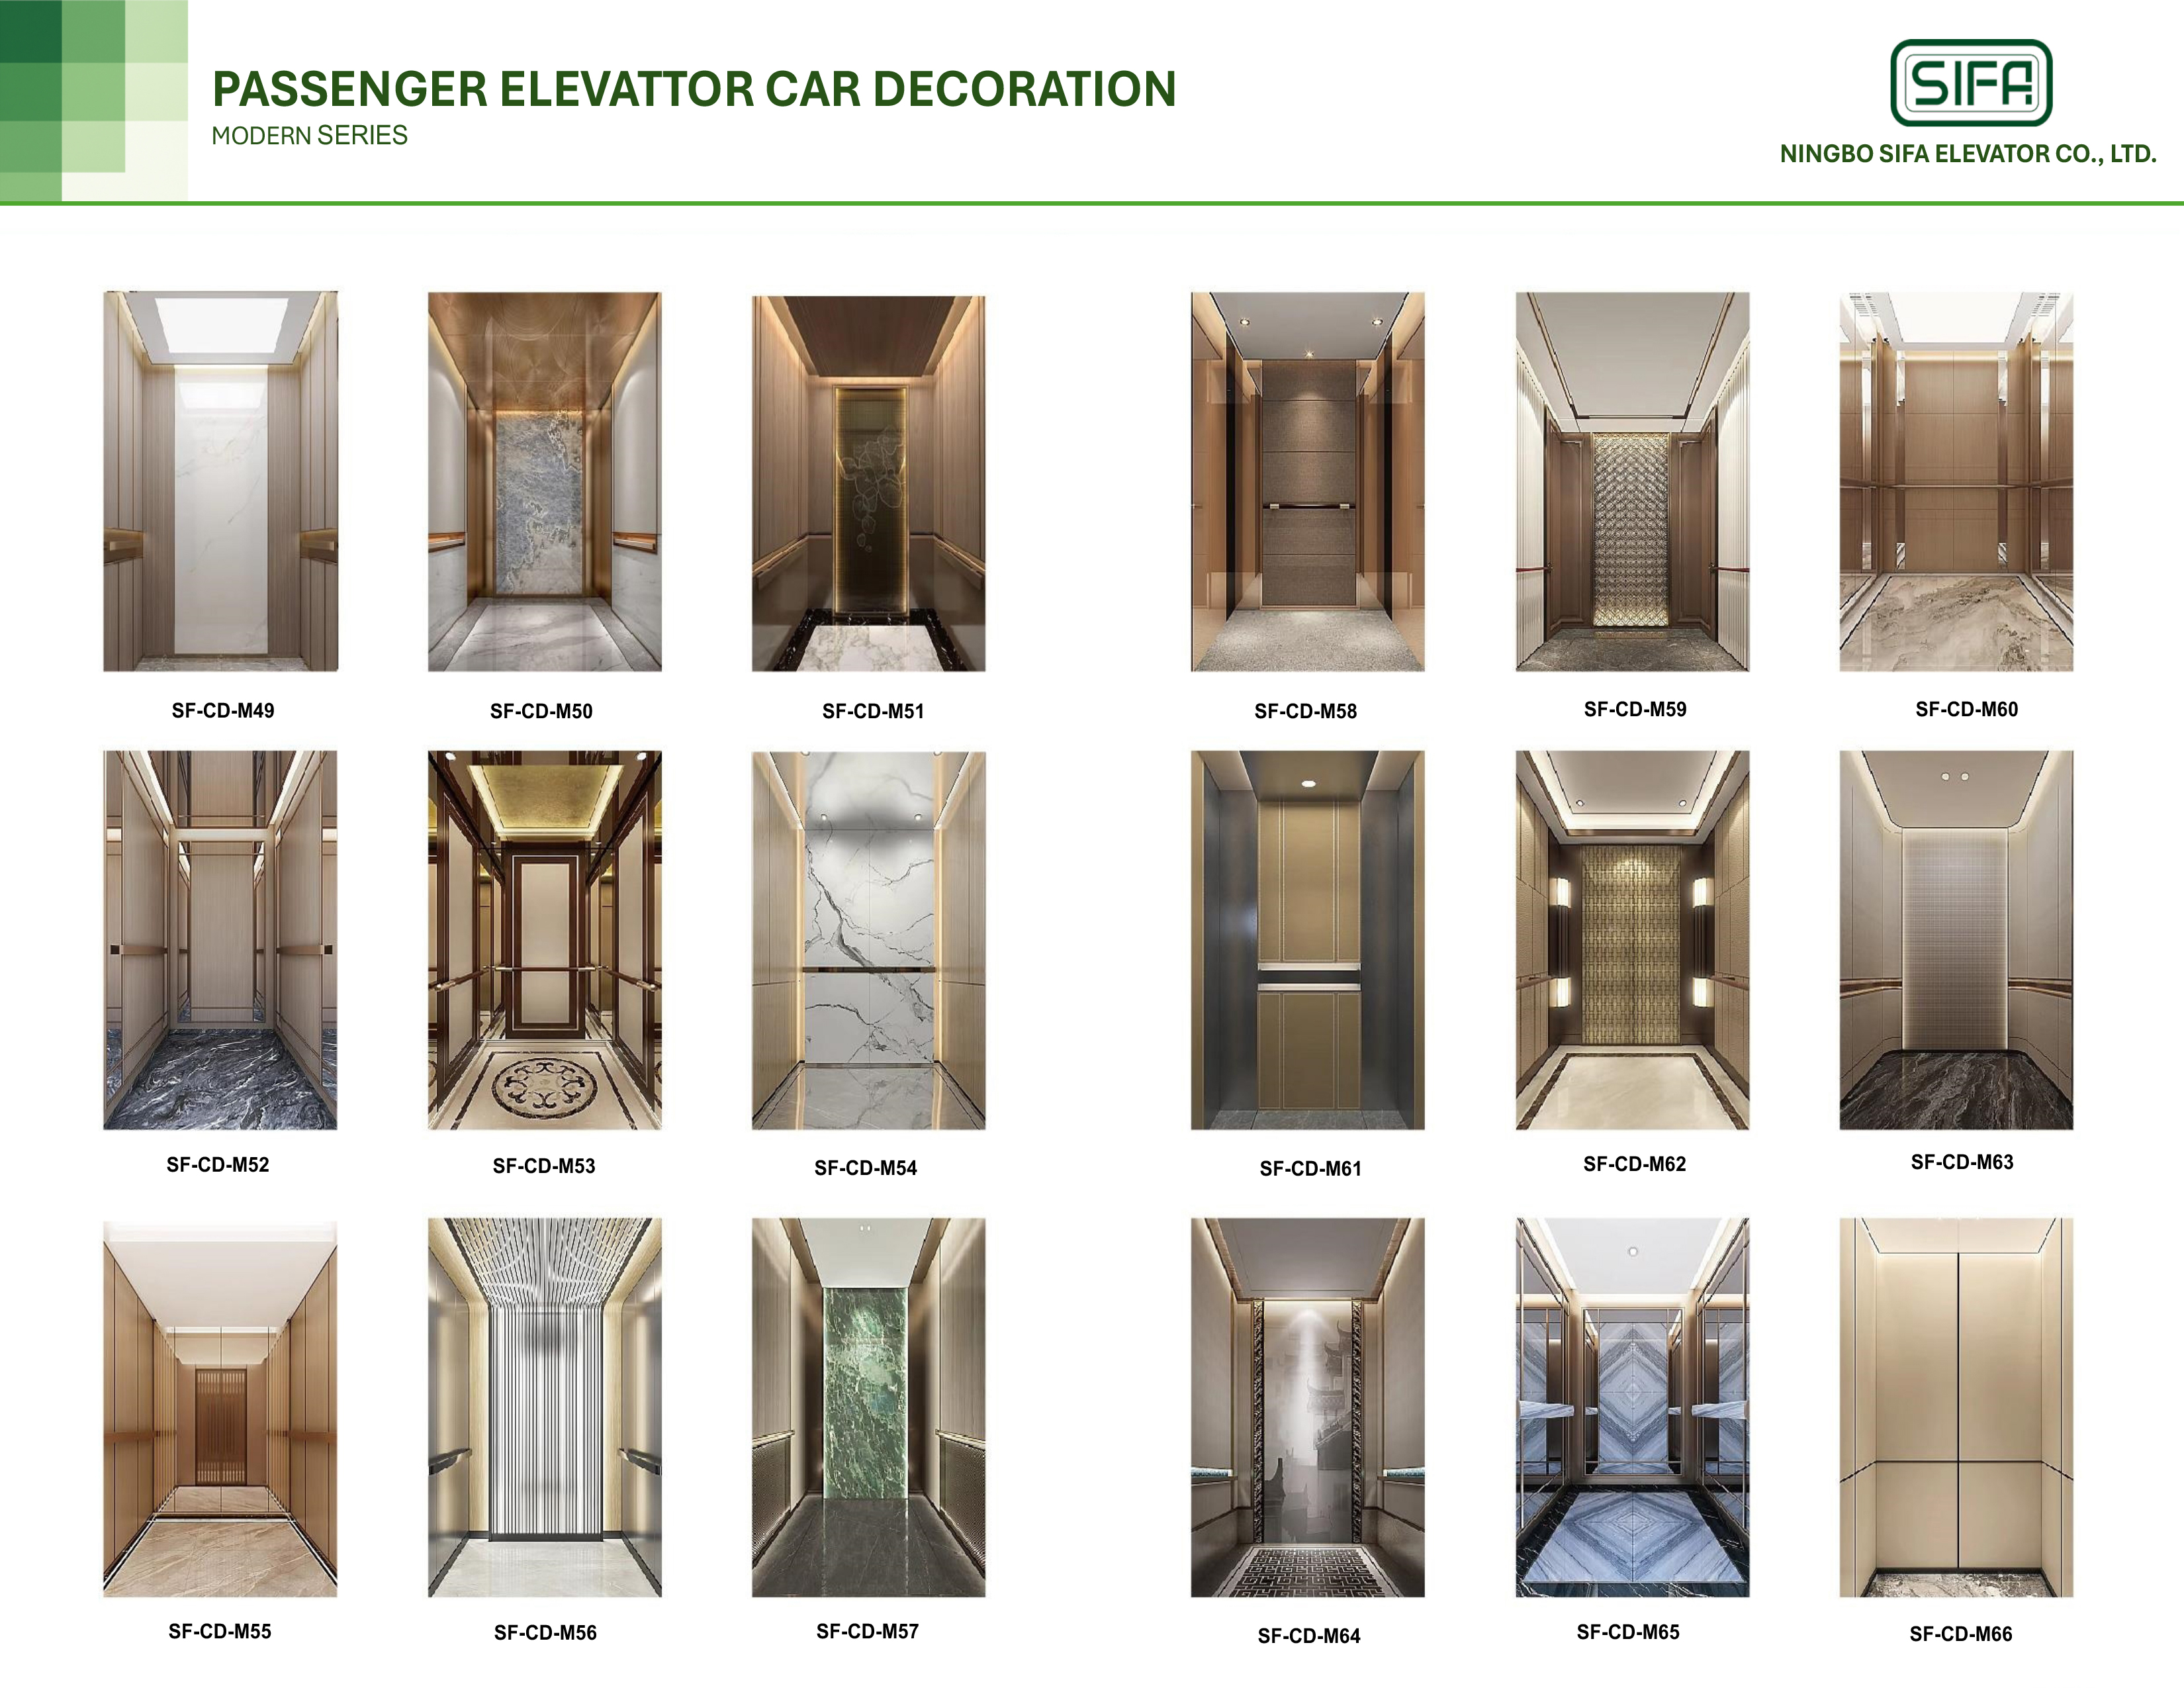 PASSENGER ELEVATTOR CAR DECORATION
MODERN SERIES
SIFA
NINGBO SIFA ELEVATOR CO., LTD.
SF-CD-M49
SF-CD-M50
SF-CD-M51
SF-CD-M58
SF-CD-M59
SF-CD-M60
SF-CD-M52
SF-CD-M53
SF-CD-M54
SF-CD-M61
SF-CD-M62
SF-CD-M63
SF-CD-M55
SF-CD-M56
SF-CD-M57
SF-CD-M64
SF-CD-M65
SF-CD-M66